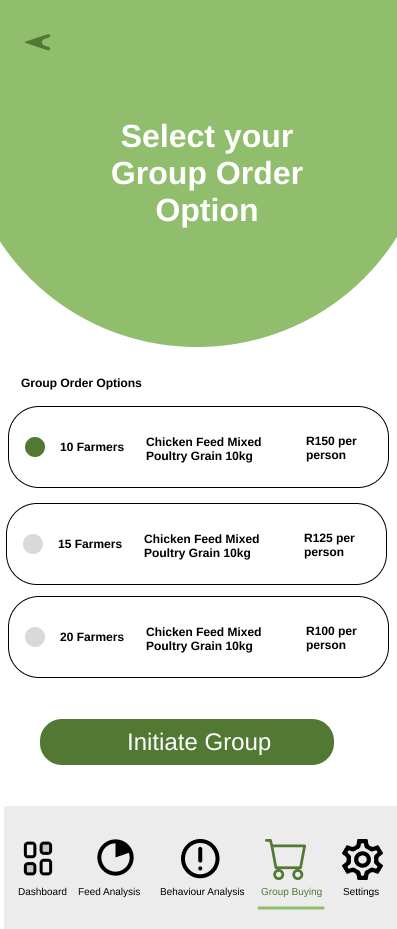 Select your
Group Order
Option
Group Order Options
10 Farmers
Chicken Feed Mixed
Poultry Grain 10kg
R150 per
person
15 Farmers
Chicken Feed Mixed
Poultry Grain 10kg
R125 per
person
20 Farmers
Chicken Feed Mixed
Poultry Grain 10kg
R100 per
person
Initiate Group
Dashboard Feed Analysis Behaviour Analysis Group Buying Settings